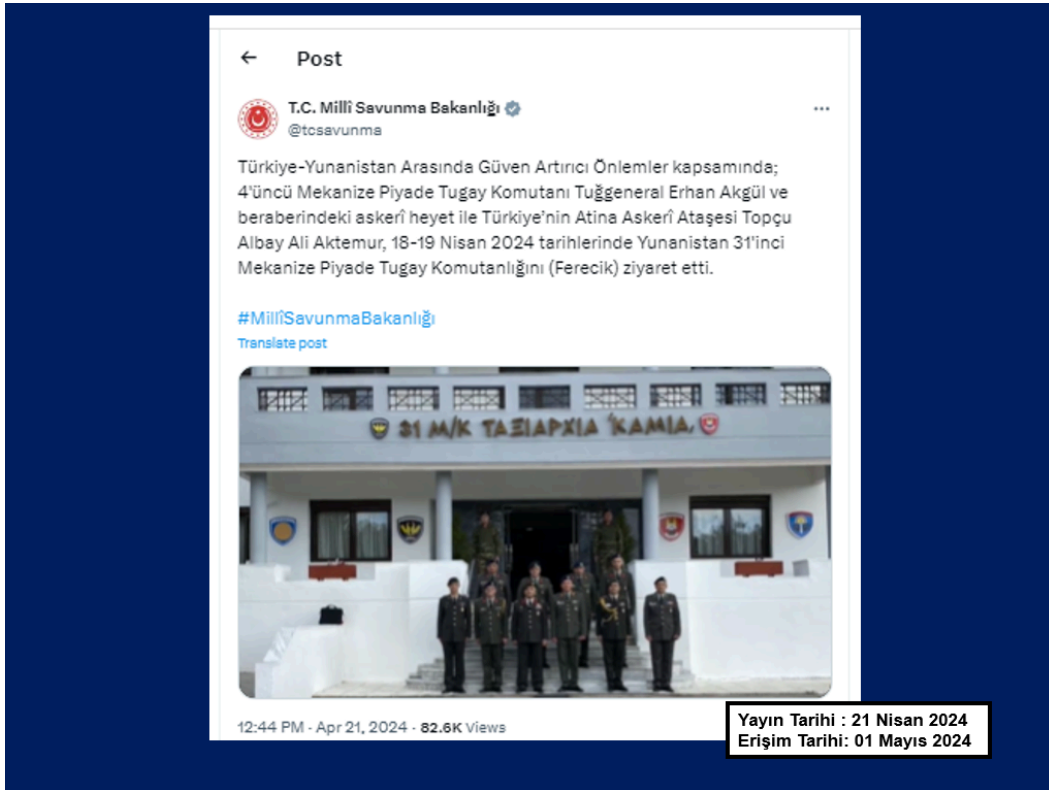 ← Post
T.C. Millî Savunma Bakanlığı
@tcsavunma
Türkiye-Yunanistan Arasında Güven Artırıcı Önlemler kapsamında;
4'üncü Mekanize Piyade Tugay Komutanı Tuğgeneral Erhan Akgül ve
beraberindeki askerî heyet ile Türkiye'nin Atina Askerî Ataşesi Topçu
Albay Ali Aktemur, 18-19 Nisan 2024 tarihlerinde Yunanistan 31'inci
Mekanize Piyade Tugay Komutanlığını (Ferecik) ziyaret etti.
#MillîSavunmaBakanlığı
Translate post
31 Μ/Κ ΤΑΞΙΑΡΧΙΑ "ΚΑΜΙΑ"
12:44 PM · Apr 21, 2024 · 82.6K Views
Yayın Tarihi : 21 Nisan 2024
Erişim Tarihi: 01 Mayıs 2024